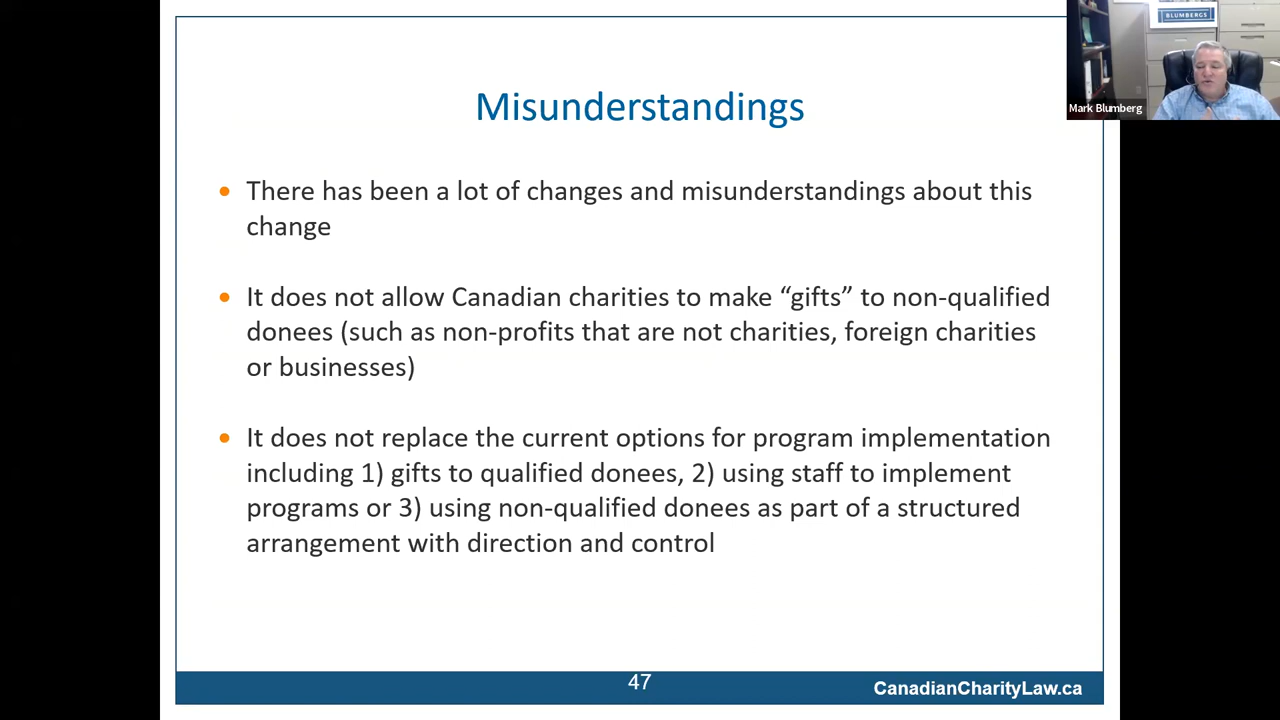 BLUMBERGS
Mark Blumberg
Misunderstandings
There has been a lot of changes and misunderstandings about this
change
It does not allow Canadian charities to make “gifts” to non-qualified
donees (such as non-profits that are not charities, foreign charities
or businesses)
It does not replace the current options for program implementation
including 1) gifts to qualified donees, 2) using staff to implement
programs or 3) using non-qualified donees as part of a structured
arrangement with direction and control
47
CanadianCharityLaw.ca